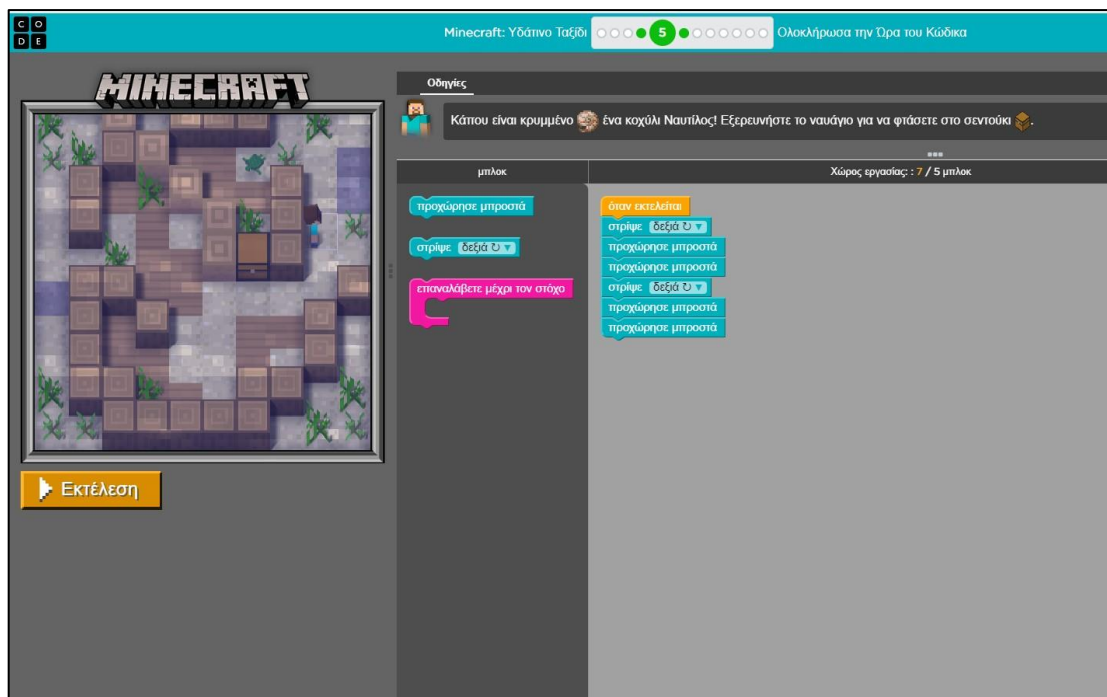 C O
D E
Minecraft: Υδάτινο Ταξίδι 5 Ολοκλήρωσα την Ώρα του Κώδικα
MINECRAFT
Οδηγίες
Κάπου είναι κρυμμένο ένα κοχύλι Ναυτίλος! Εξερευνήστε το ναυάγιο για να φτάσετε στο σεντούκι .
μπλοκ
Χώρος εργασίας: : 7 / 5 μπλοκ
προχώρησε μπροστά
στρίψε δεξιά ↻ ▼
επαναλάβετε μέχρι τον στόχο
όταν εκτελείται
στρίψε δεξιά ↻ ▼
προχώρησε μπροστά
προχώρησε μπροστά
στρίψε δεξιά ↻ ▼
προχώρησε μπροστά
προχώρησε μπροστά
Εκτέλεση